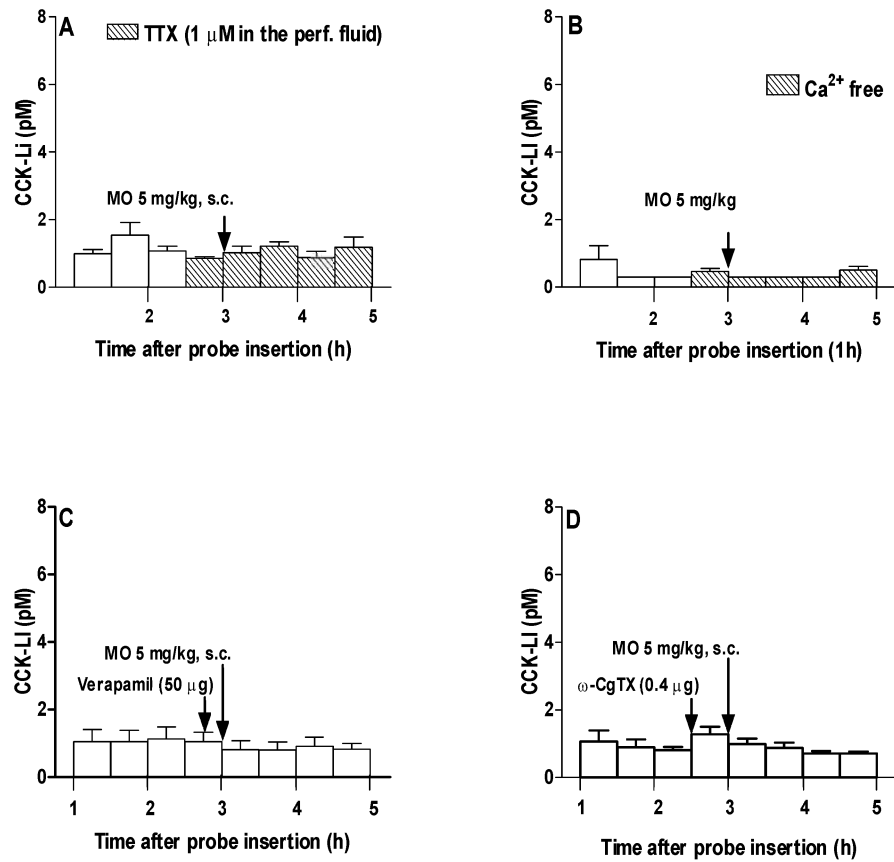 A
TTX (1 μM in the perf. fluid)
8
6
4
2
0
CCK-Li (pM)
MO 5 mg/kg, s.c.
2 3 4 5
Time after probe insertion (h)
B
Ca2+ free
8
6
4
2
0
CCK-LI (pM)
MO 5 mg/kg
2 3 4 5
Time after probe insertion (1h)
C
8
6
4
2
0
CCK-LI (pM)
MO 5 mg/kg, s.c.
Verapamil (50 μg)
1 2 3 4 5
Time after probe insertion (h)
D
8
6
4
2
0
CCK-LI (pM)
MO 5 mg/kg, s.c.
ω-CgTX (0.4 μg)
1 2 3 4 5
Time after probe insertion (h)